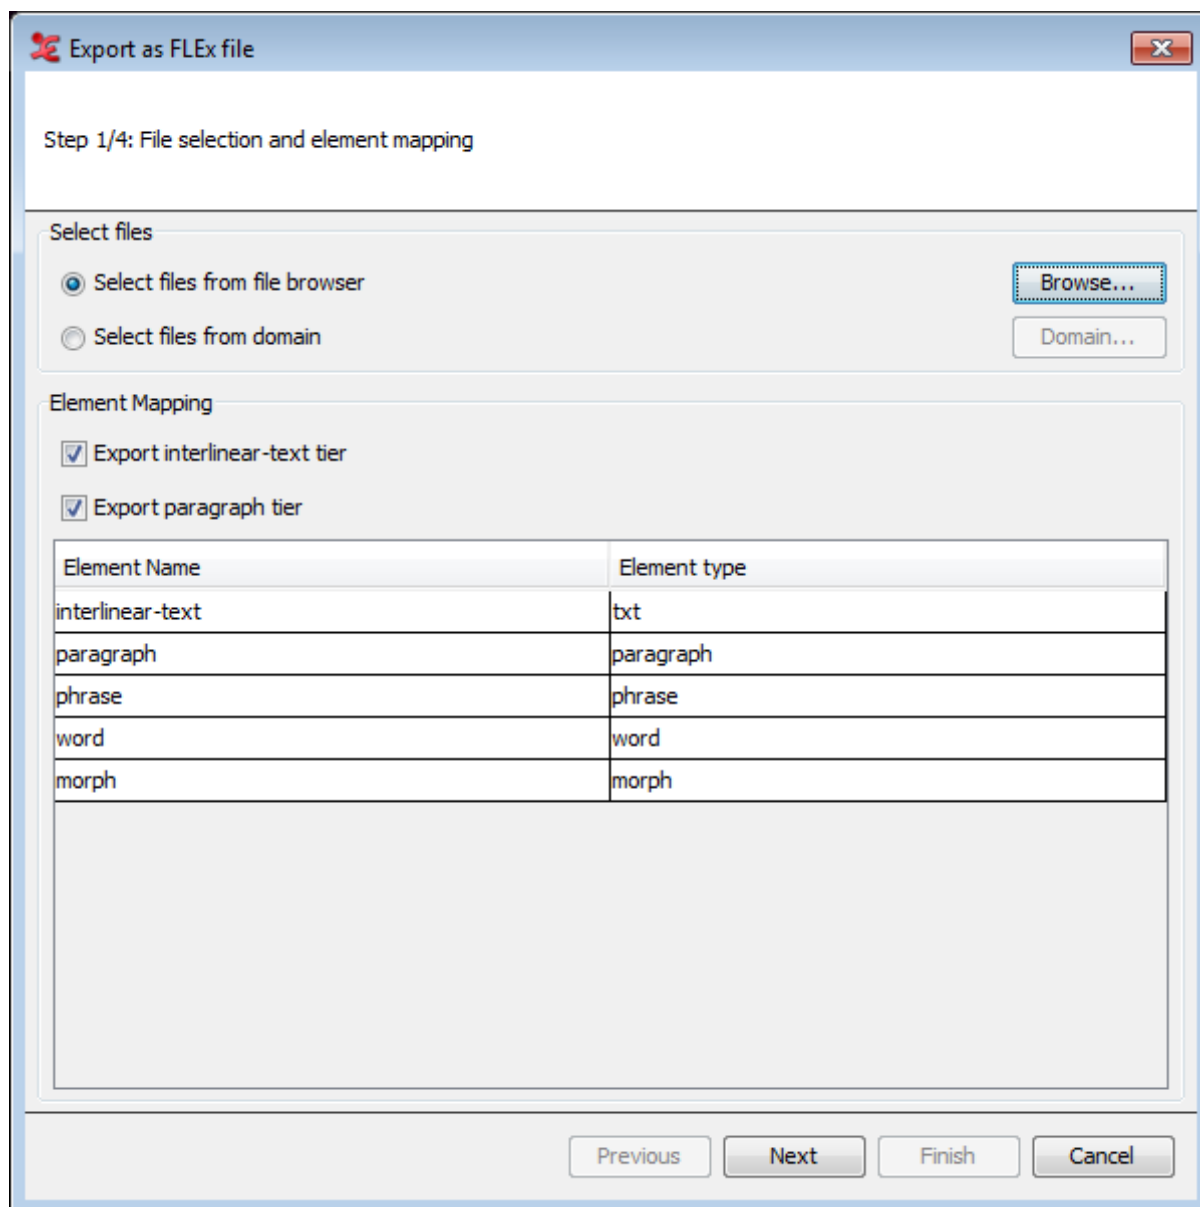 Export as FLEx file
Step 1/4: File selection and element mapping
Select files
Select files from file browser Browse...
Select files from domain Domain...
Element Mapping
Export interlinear-text tier
Export paragraph tier
Element Name Element type
interlinear-text txt
paragraph paragraph
phrase phrase
word word
morph morph
Previous Next Finish Cancel